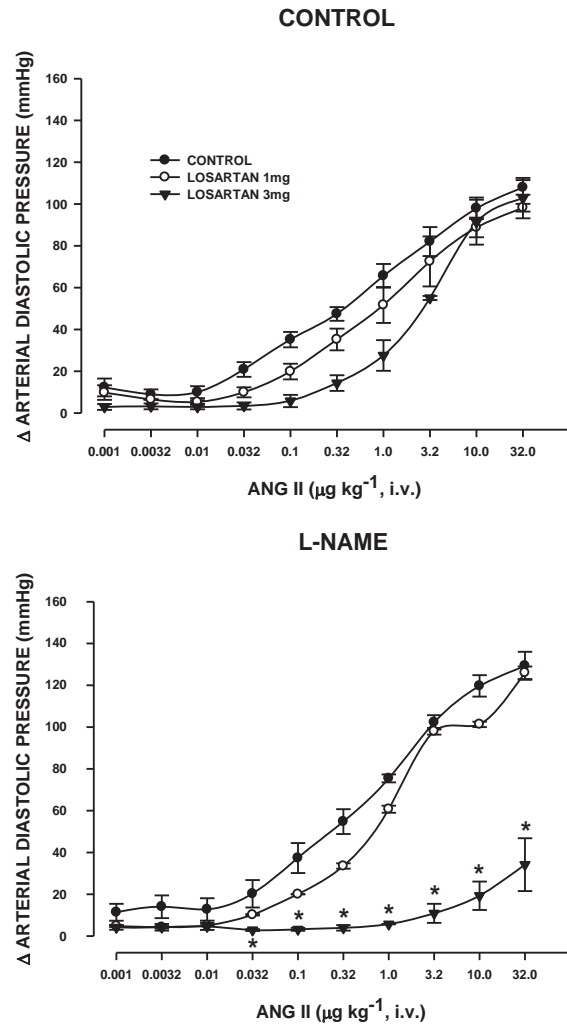 CONTROL
Δ ARTERIAL DIASTOLIC PRESSURE (mmHg)
160
140
120
100
80
60
40
20
0
CONTROL
LOSARTAN 1mg
LOSARTAN 3mg
0.001 0.0032 0.01 0.032 0.1 0.32 1.0 3.2 10.0 32.0
ANG II (μg kg-1, i.v.)
L-NAME
Δ ARTERIAL DIASTOLIC PRESSURE (mmHg)
160
140
120
100
80
60
40
20
0
* * * * * * *
0.001 0.0032 0.01 0.032 0.1 0.32 1.0 3.2 10.0 32.0
ANG II (μg kg-1, i.v.)